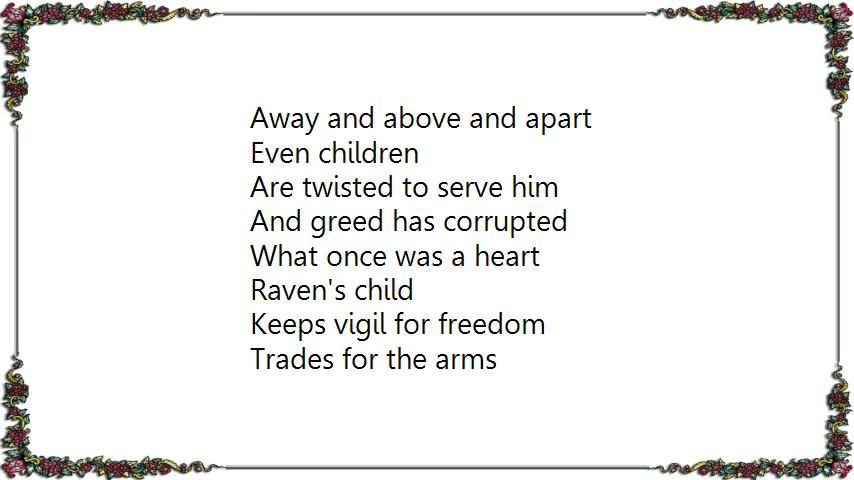 Away and above and apart
Even children
Are twisted to serve him
And greed has corrupted
What once was a heart
Raven's child
Keeps vigil for freedom
Trades for the arms